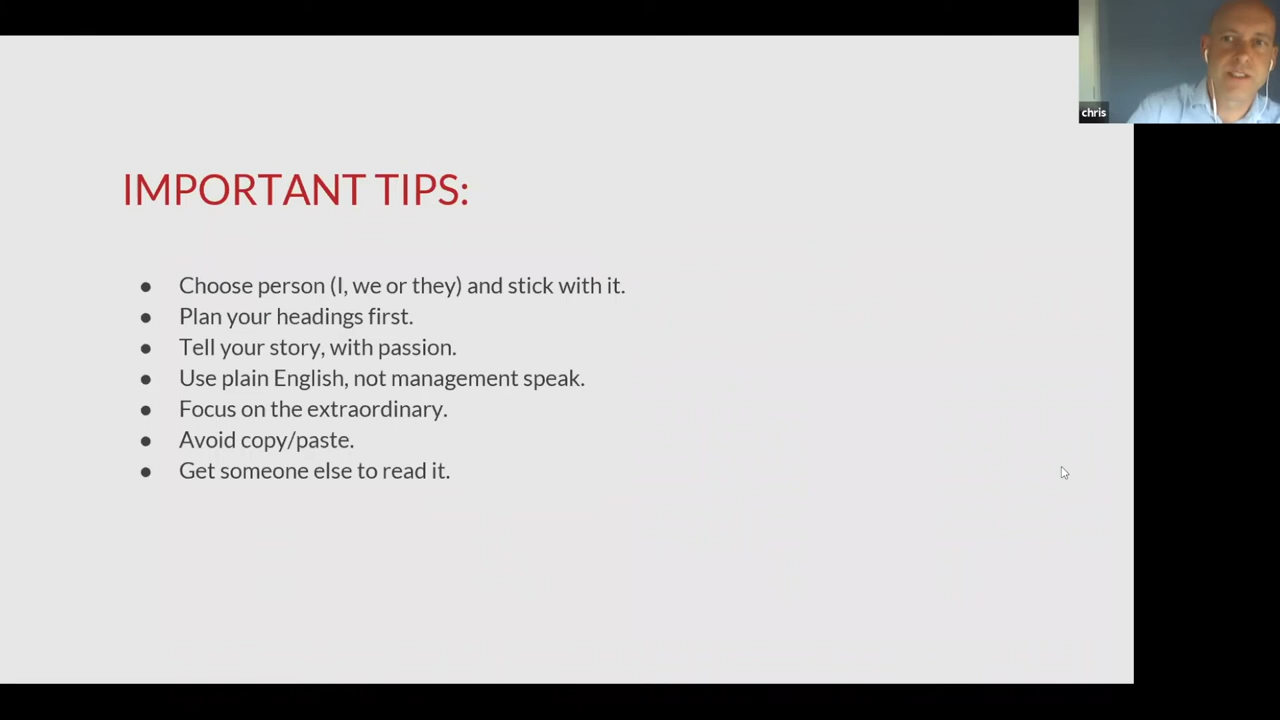 chris
IMPORTANT TIPS:
● Choose person (I, we or they) and stick with it.
● Plan your headings first.
● Tell your story, with passion.
● Use plain English, not management speak.
● Focus on the extraordinary.
● Avoid copy/paste.
● Get someone else to read it.